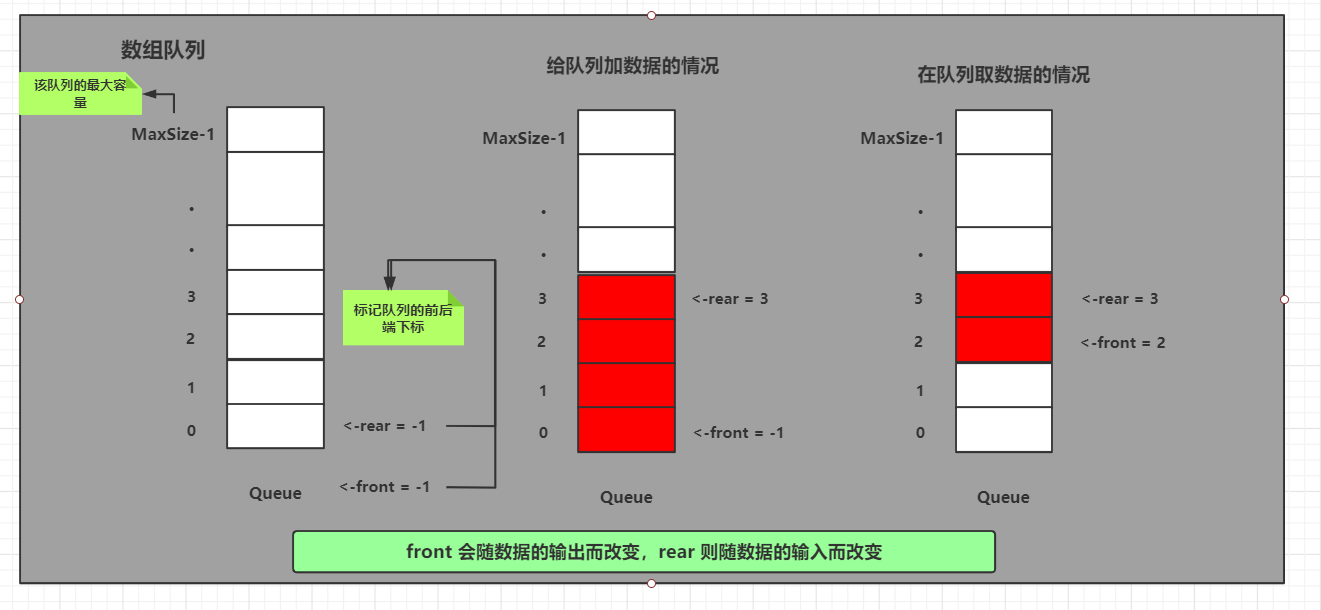 数组队列
该队列的最大容
量
MaxSize-1
.
.
3
2
1
0
<-rear = -1
<-front = -1
Queue
标记队列的前后
端下标
给队列加数据的情况
MaxSize-1
.
.
3
2
1
0
<-rear = 3
<-front = -1
Queue
在队列取数据的情况
MaxSize-1
.
.
3
2
1
0
<-rear = 3
<-front = 2
Queue
front 会随数据的输出而改变，rear 则随数据的输入而改变